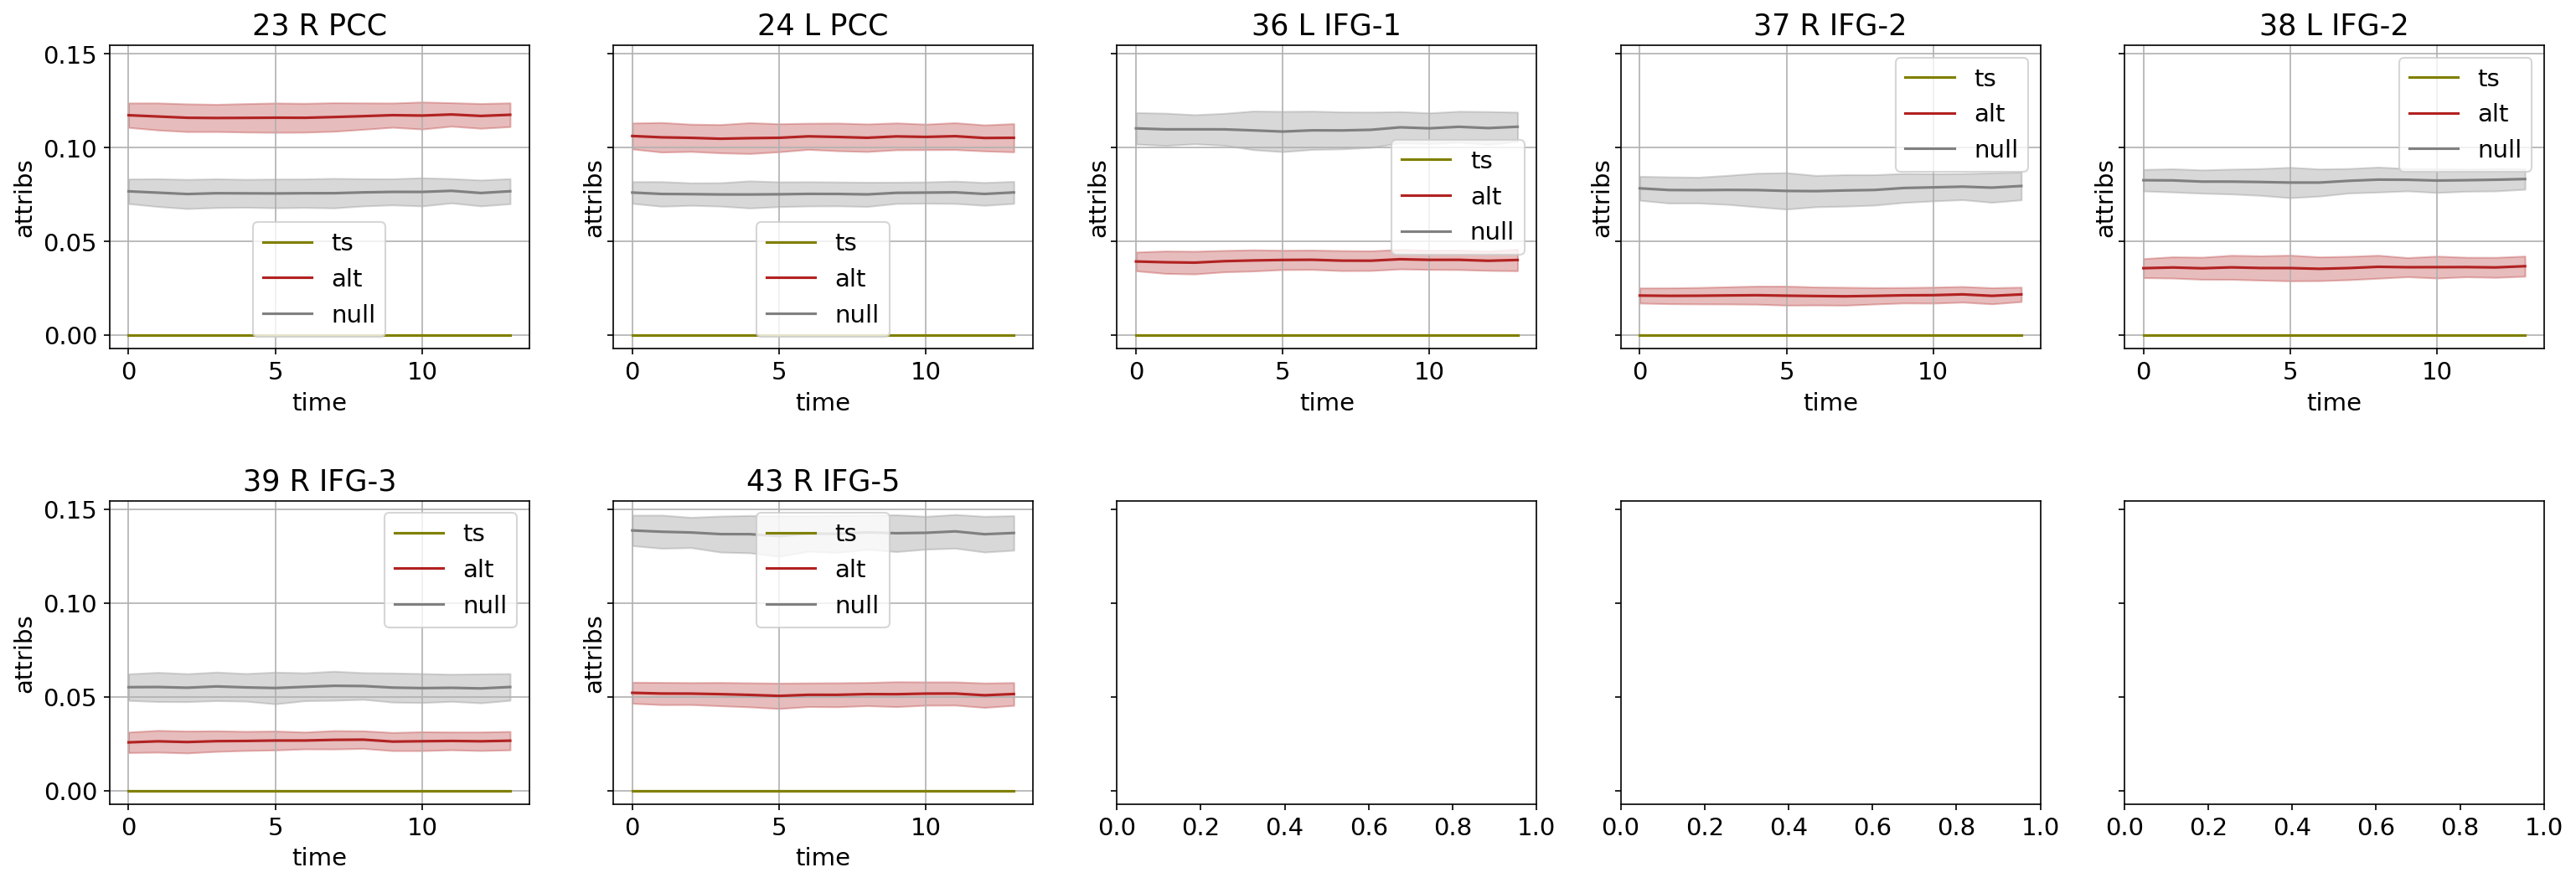 23 R PCC
24 L PCC
36 L IFG-1
37 R IFG-2
38 L IFG-2
0.15
0.10
0.05
0.00
attribs
ts
alt
null
0 5 10
time
attribs
ts
alt
null
0 5 10
time
attribs
ts
alt
null
0 5 10
time
attribs
ts
alt
null
0 5 10
time
attribs
ts
alt
null
0 5 10
time
39 R IFG-3
43 R IFG-5
0.15
0.10
0.05
0.00
attribs
ts
alt
null
0 5 10
time
attribs
ts
alt
null
0 5 10
time
0.0 0.2 0.4 0.6 0.8 1.0
0.0 0.2 0.4 0.6 0.8 1.0
0.0 0.2 0.4 0.6 0.8 1.0